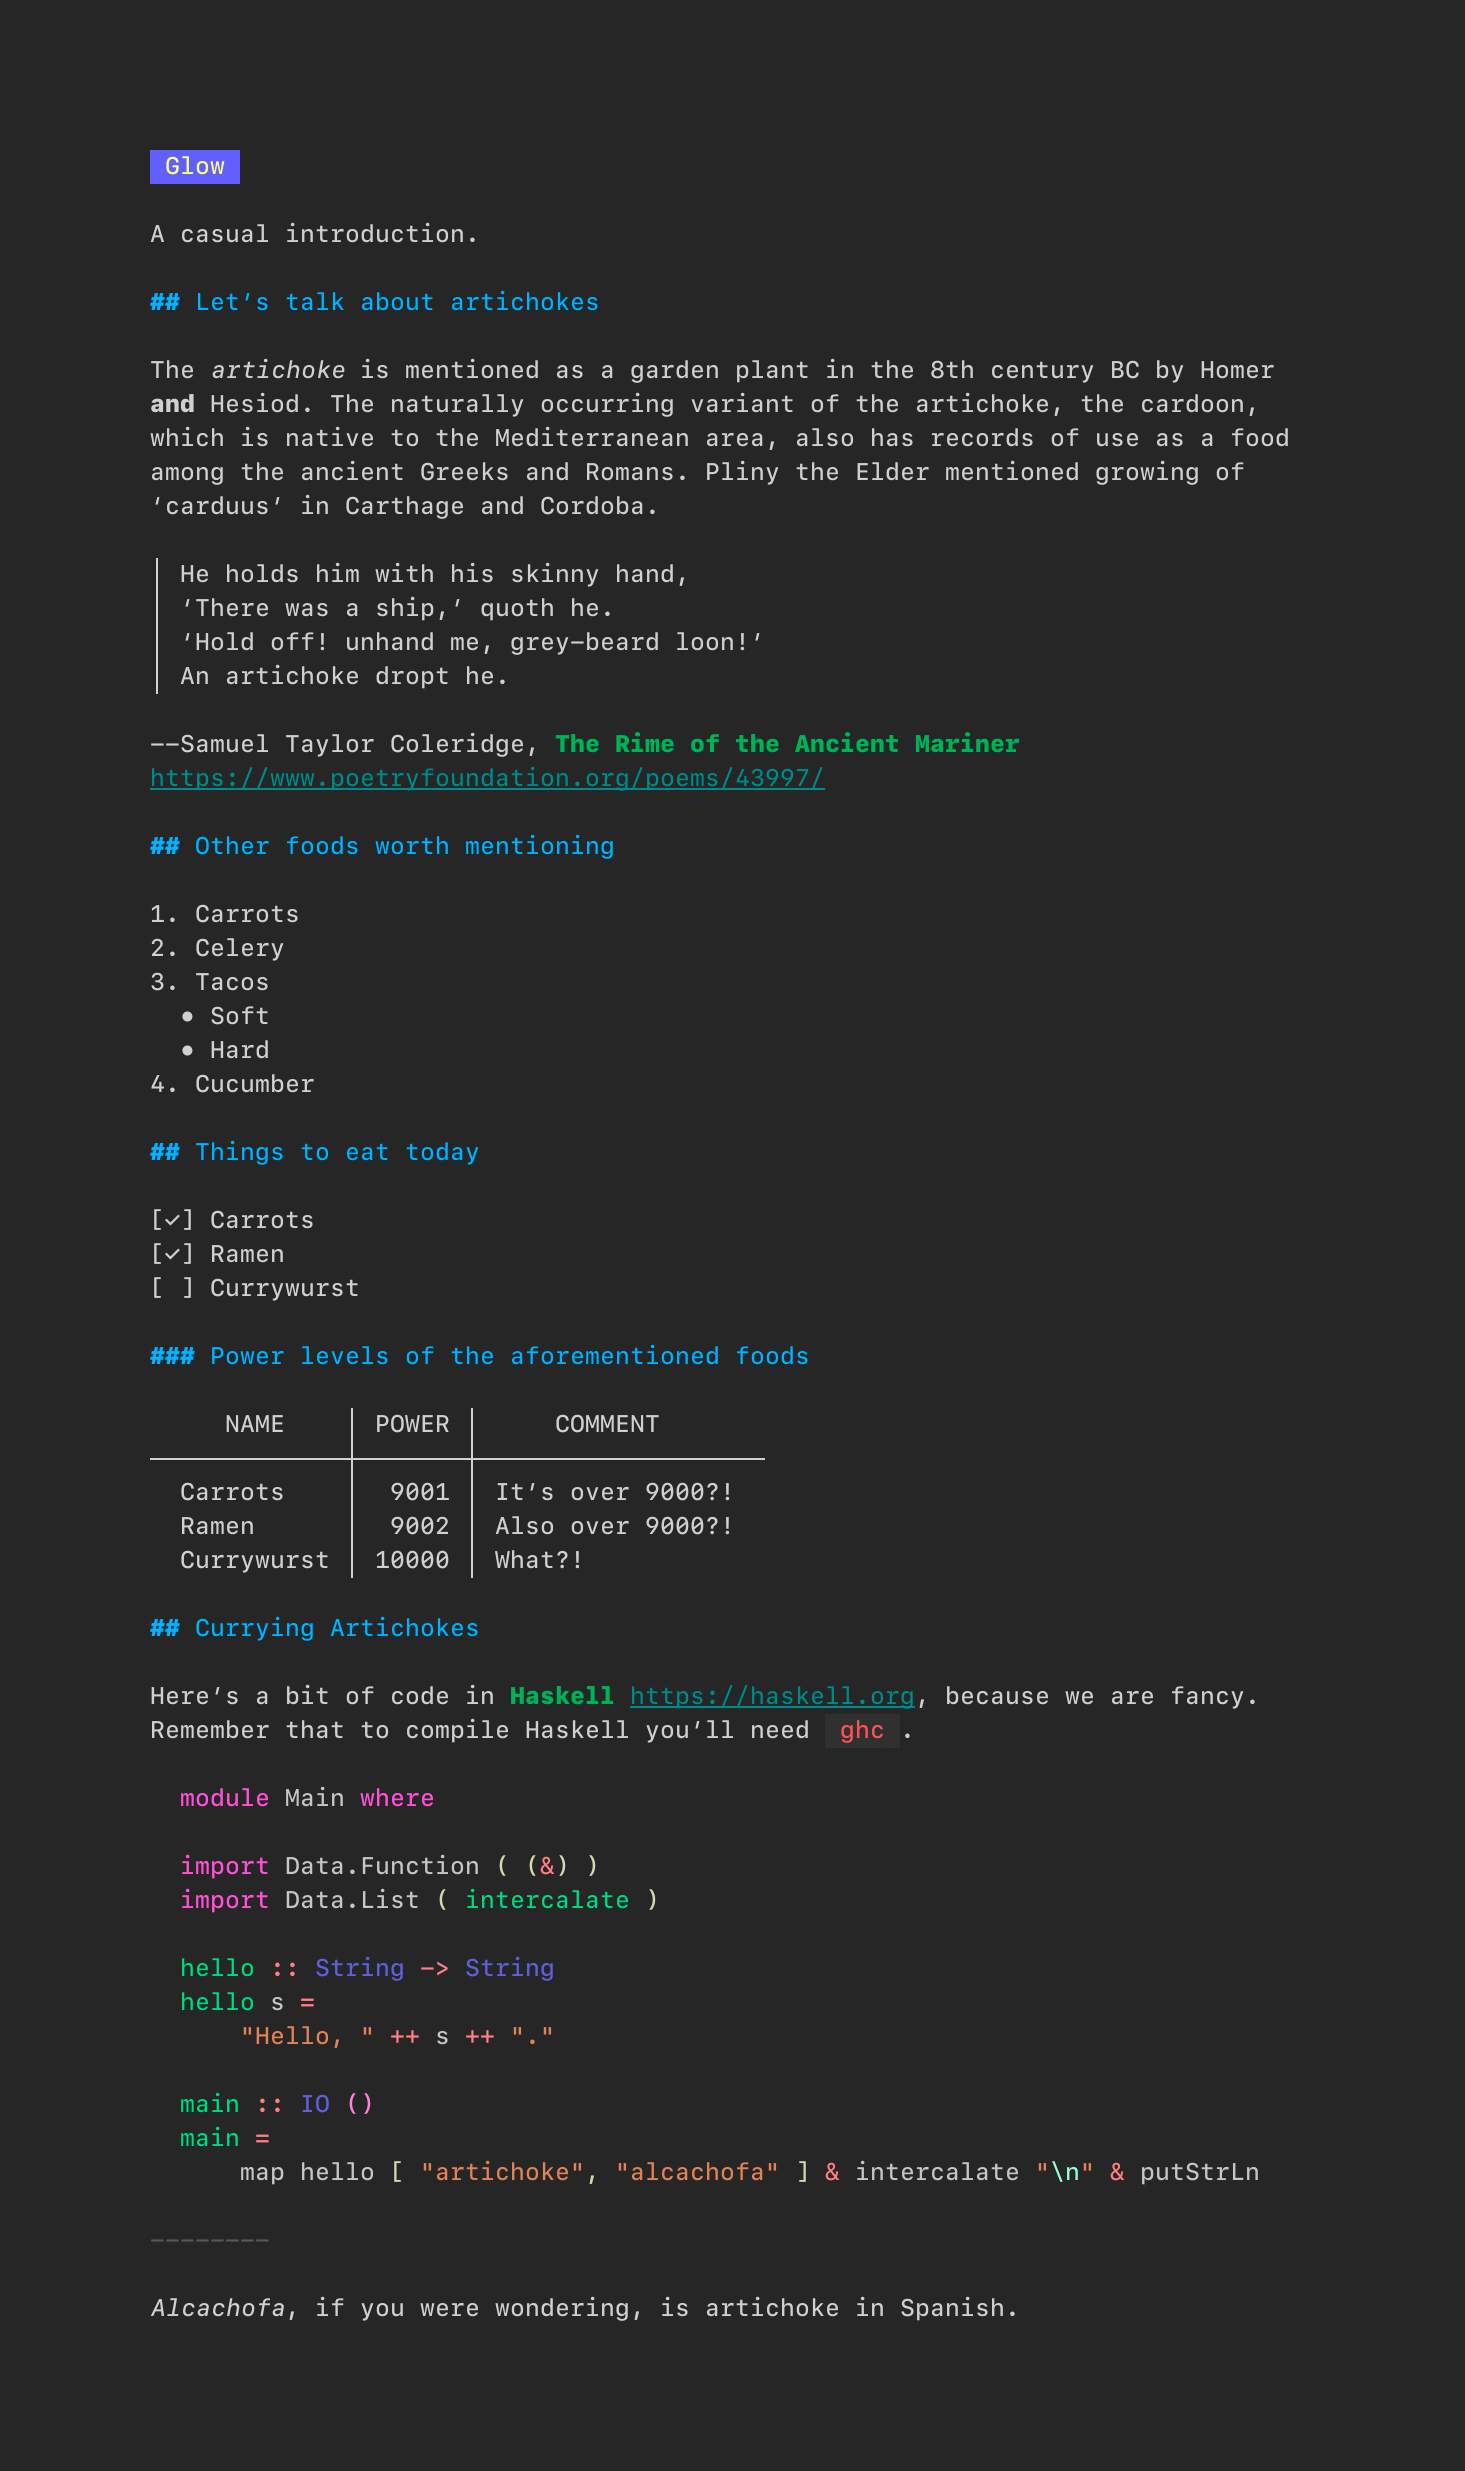 Glow
A casual introduction.
## Let’s talk about artichokes
The artichoke is mentioned as a garden plant in the 8th century BC by Homer
and Hesiod. The naturally occurring variant of the artichoke, the cardoon,
which is native to the Mediterranean area, also has records of use as a food
among the ancient Greeks and Romans. Pliny the Elder mentioned growing of
'carduus' in Carthage and Cordoba.
He holds him with his skinny hand,
‘There was a ship,‘ quoth he.
‘Hold off! unhand me, grey-beard loon!’
An artichoke dropt he.
--Samuel Taylor Coleridge, The Rime of the Ancient Mariner
https://www.poetryfoundation.org/poems/43997/
## Other foods worth mentioning
1. Carrots
2. Celery
3. Tacos
• Soft
• Hard
4. Cucumber
## Things to eat today
[✓] Carrots
[✓] Ramen
[ ] Currywurst
### Power levels of the aforementioned foods
NAME │ POWER │ COMMENT
Carrots │ 9001 │ It’s over 9000?!
Ramen │ 9002 │ Also over 9000?!
Currywurst │ 10000 │ What?!
## Currying Artichokes
Here’s a bit of code in Haskell https://haskell.org, because we are fancy.
Remember that to compile Haskell you’ll need ghc .
module Main where
import Data.Function ( (&) )
import Data.List ( intercalate )
hello :: String -> String
hello s =
"Hello, " ++ s ++ "."
main :: IO ()
main =
map hello [ "artichoke", "alcachofa" ] & intercalate "\n" & putStrLn
--------
Alcachofa, if you were wondering, is artichoke in Spanish.